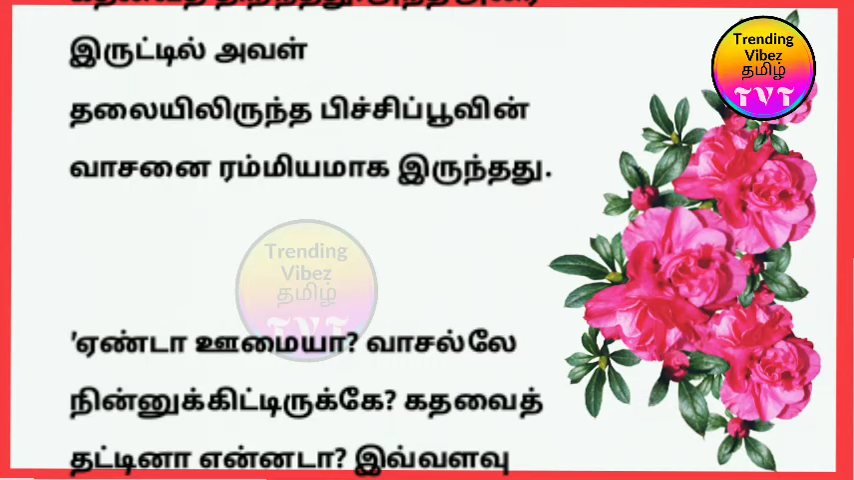 இருட்டில் அவள்
தலையிலிருந்த பிச்சிப்பூவின்
வாசனை ரம்மியமாக இருந்தது.
'ஏண்டா ஊமையா? வாசல்லே
நின்னுக்கிட்டிருக்கே? கதவைத்
தட்டினா என்னடா? இவ்வளவு
Trending
Vibez
தமிழ்
TVT
Trending
Vibez
தமிழ்
TVT